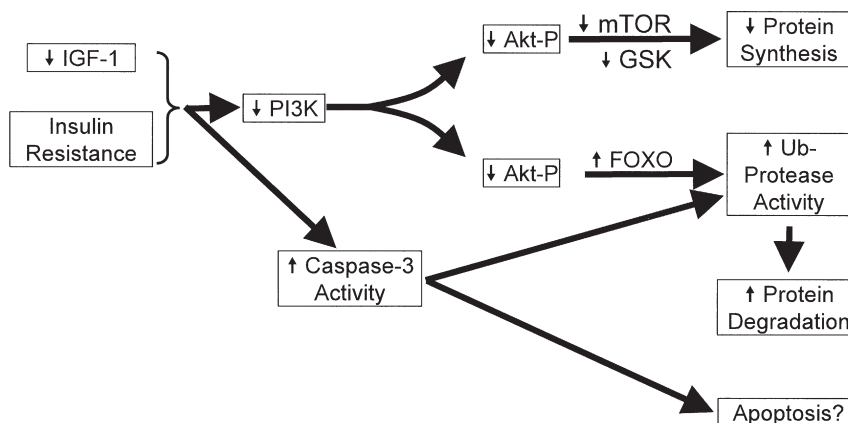 ↓ IGF-1
Insulin
Resistance
↓ PI3K
↓ Akt-P
↓ mTOR
↓ GSK
↓ Protein
Synthesis
↓ Akt-P
↑ FOXO
↑ Ub-
Protease
Activity
↑ Caspase-3
Activity
↑ Protein
Degradation
Apoptosis?